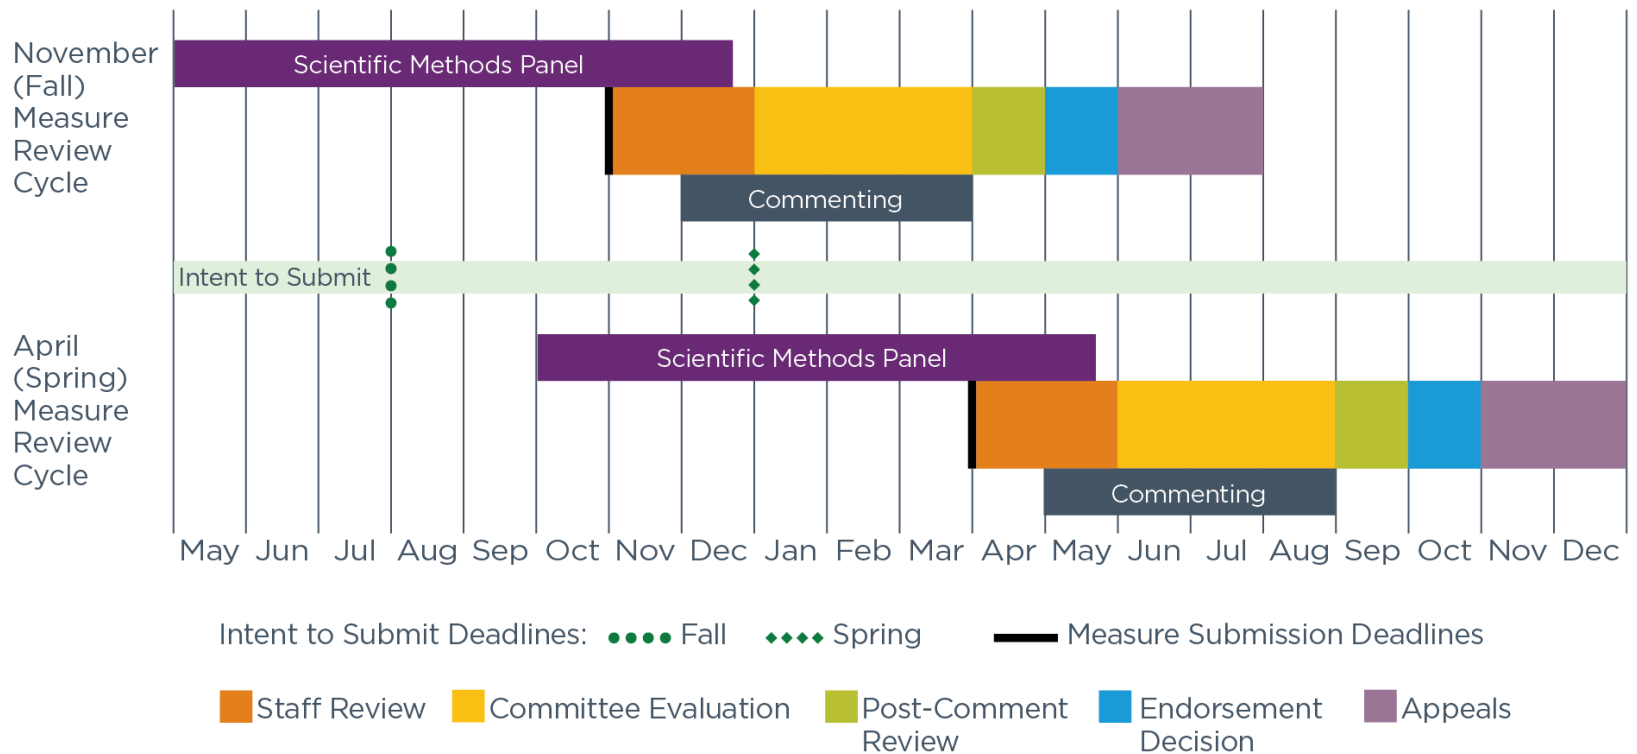 November
(Fall)
Measure
Review
Cycle
Scientific Methods Panel
Commenting
Intent to Submit
April
(Spring)
Measure
Review
Cycle
Scientific Methods Panel
Commenting
May Jun Jul Aug Sep Oct Nov Dec Jan Feb Mar Apr May Jun Jul Aug Sep Oct Nov Dec
Intent to Submit Deadlines: Fall Spring Measure Submission Deadlines
Staff Review Committee Evaluation Post-Comment Endorsement Appeals
Review Decision